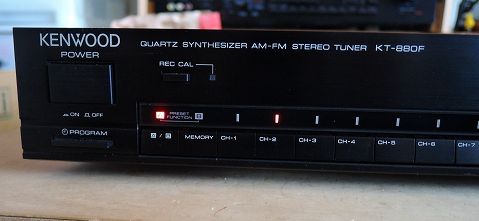 KENWOOD QUARTZ SYNTHESIZER AM-FM STEREO TUNER KT-880F
POWER
REC CAL
ON OFF
PRESET FUNCTION B
PROGRAM A / B MEMORY CH-1 CH-2 CH-3 CH-4 CH-5 CH-6 CH-7